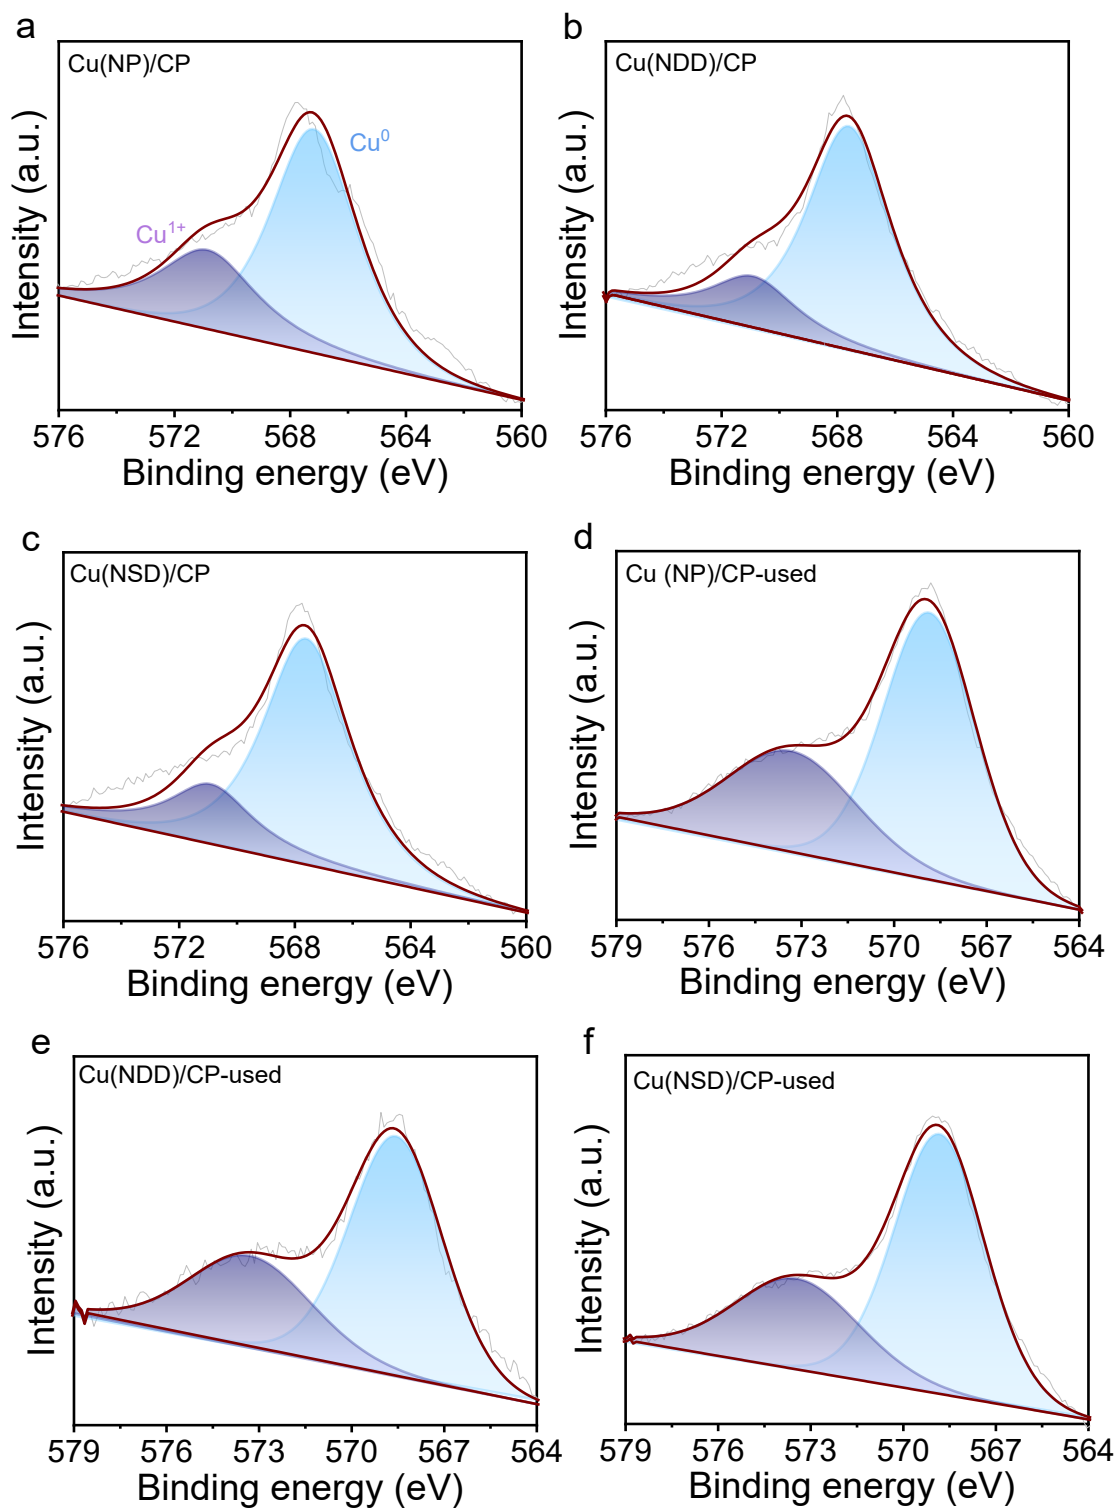 a
Cu(NP)/CP
Cu⁰
Cu¹⁺
Intensity (a.u.)
576 572 568 564 560
Binding energy (eV)
b
Cu(NDD)/CP
Intensity (a.u.)
576 572 568 564 560
Binding energy (eV)
c
Cu(NSD)/CP
Intensity (a.u.)
576 572 568 564 560
Binding energy (eV)
d
Cu (NP)/CP-used
Intensity (a.u.)
579 576 573 570 567 564
Binding energy (eV)
e
Cu(NDD)/CP-used
Intensity (a.u.)
579 576 573 570 567 564
Binding energy (eV)
f
Cu(NSD)/CP-used
Intensity (a.u.)
579 576 573 570 567 564
Binding energy (eV)